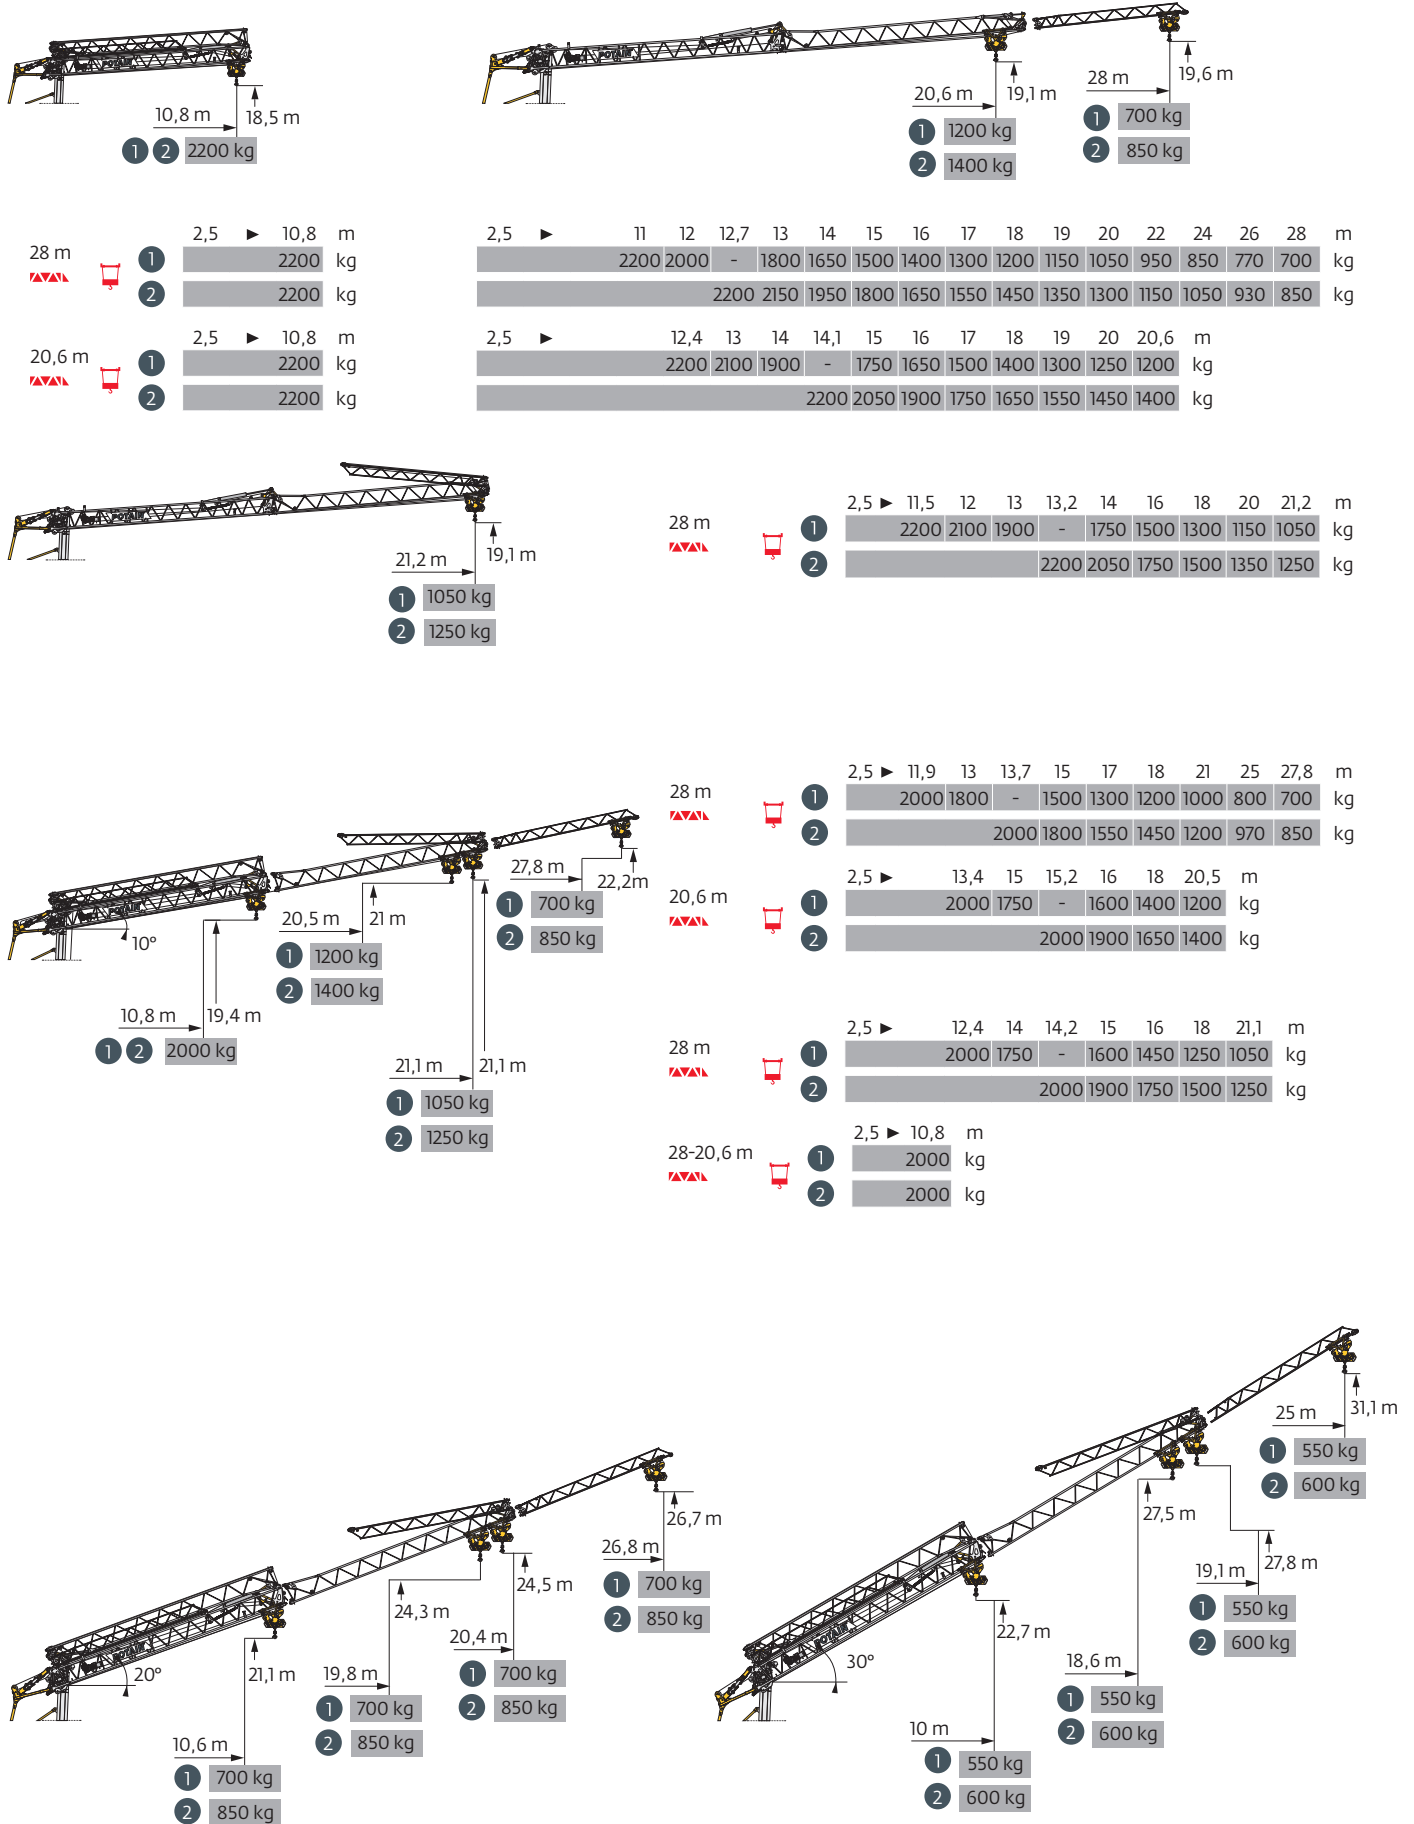 POTAIN
10,8 m
18,5 m
1 2 2200 kg
POTAIN
20,6 m
19,1 m
1 1200 kg
2 1400 kg
28 m
19,6 m
1 700 kg
2 850 kg
2,5 ► 10,8 m
28 m
1 2200 kg
2 2200 kg
2,5 ► 11 12 12,7 13 14 15 16 17 18 19 20 22 24 26 28 m
2200 2000 - 1800 1650 1500 1400 1300 1200 1150 1050 950 850 770 700 kg
2200 2150 1950 1800 1650 1550 1450 1350 1300 1150 1050 930 850 kg
2,5 ► 10,8 m
20,6 m
1 2200 kg
2 2200 kg
2,5 ► 12,4 13 14 14,1 15 16 17 18 19 20 20,6 m
2200 2100 1900 - 1750 1650 1500 1400 1300 1250 1200 kg
2200 2050 1900 1750 1650 1550 1450 1400 kg
POTAIN
21,2 m
19,1 m
1 1050 kg
2 1250 kg
2,5 ► 11,5 12 13 13,2 14 16 18 20 21,2 m
28 m
1 2200 2100 1900 - 1750 1500 1300 1150 1050 kg
2 2200 2050 1750 1500 1350 1250 kg
POTAIN
10°
10,8 m
19,4 m
1 2 2000 kg
20,5 m
21 m
1 1200 kg
2 1400 kg
21,1 m
21,1 m
1 1050 kg
2 1250 kg
27,8 m
22,2m
1 700 kg
2 850 kg
2,5 ► 11,9 13 13,7 15 17 18 21 25 27,8 m
28 m
1 2000 1800 - 1500 1300 1200 1000 800 700 kg
2 2000 1800 1550 1450 1200 970 850 kg
2,5 ► 13,4 15 15,2 16 18 20,5 m
20,6 m
1 2000 1750 - 1600 1400 1200 kg
2 2000 1900 1650 1400 kg
2,5 ► 12,4 14 14,2 15 16 18 21,1 m
28 m
1 2000 1750 - 1600 1450 1250 1050 kg
2 2000 1900 1750 1500 1250 kg
2,5 ► 10,8 m
28-20,6 m
1 2000 kg
2 2000 kg
POTAIN
20°
10,6 m
21,1 m
1 700 kg
2 850 kg
19,8 m
24,3 m
1 700 kg
2 850 kg
20,4 m
24,5 m
1 700 kg
2 850 kg
26,8 m
26,7 m
1 700 kg
2 850 kg
POTAIN
30°
10 m
22,7 m
1 550 kg
2 600 kg
18,6 m
27,5 m
1 550 kg
2 600 kg
19,1 m
27,8 m
1 550 kg
2 600 kg
25 m
31,1 m
1 550 kg
2 600 kg